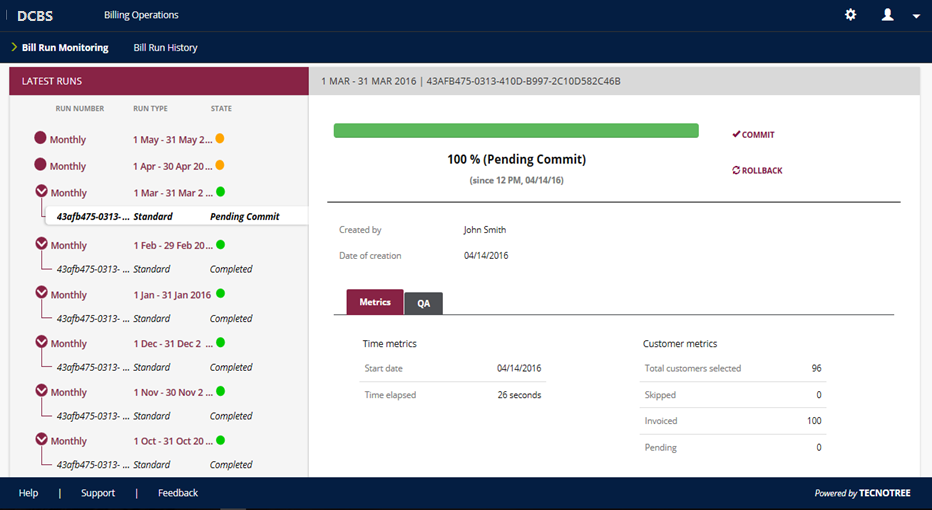 DCBS Billing Operations
Bill Run Monitoring Bill Run History
LATEST RUNS
RUN NUMBER RUN TYPE STATE
Monthly 1 May - 31 May 2...
Monthly 1 Apr - 30 Apr 20...
Monthly 1 Mar - 31 Mar 2 ...
43afb475-0313- ... Standard Pending Commit
Monthly 1 Feb - 29 Feb 20...
43afb475-0313- ... Standard Completed
Monthly 1 Jan - 31 Jan 2016
43afb475-0313- ... Standard Completed
Monthly 1 Dec - 31 Dec 2 ...
43afb475-0313- ... Standard Completed
Monthly 1 Nov - 30 Nov 2 ...
43afb475-0313- ... Standard Completed
Monthly 1 Oct - 31 Oct 20 ...
43afb475-0313- ... Standard Completed
1 MAR - 31 MAR 2016 | 43AFB475-0313-410D-B997-2C10D582C46B
COMMIT
100 % (Pending Commit)
ROLLBACK
(since 12 PM, 04/14/16)
Created by John Smith
Date of creation 04/14/2016
Metrics QA
Time metrics
Start date 04/14/2016
Time elapsed 26 seconds
Customer metrics
Total customers selected 96
Skipped 0
Invoiced 100
Pending 0
Help | Support | Feedback
Powered by TECNOTREE